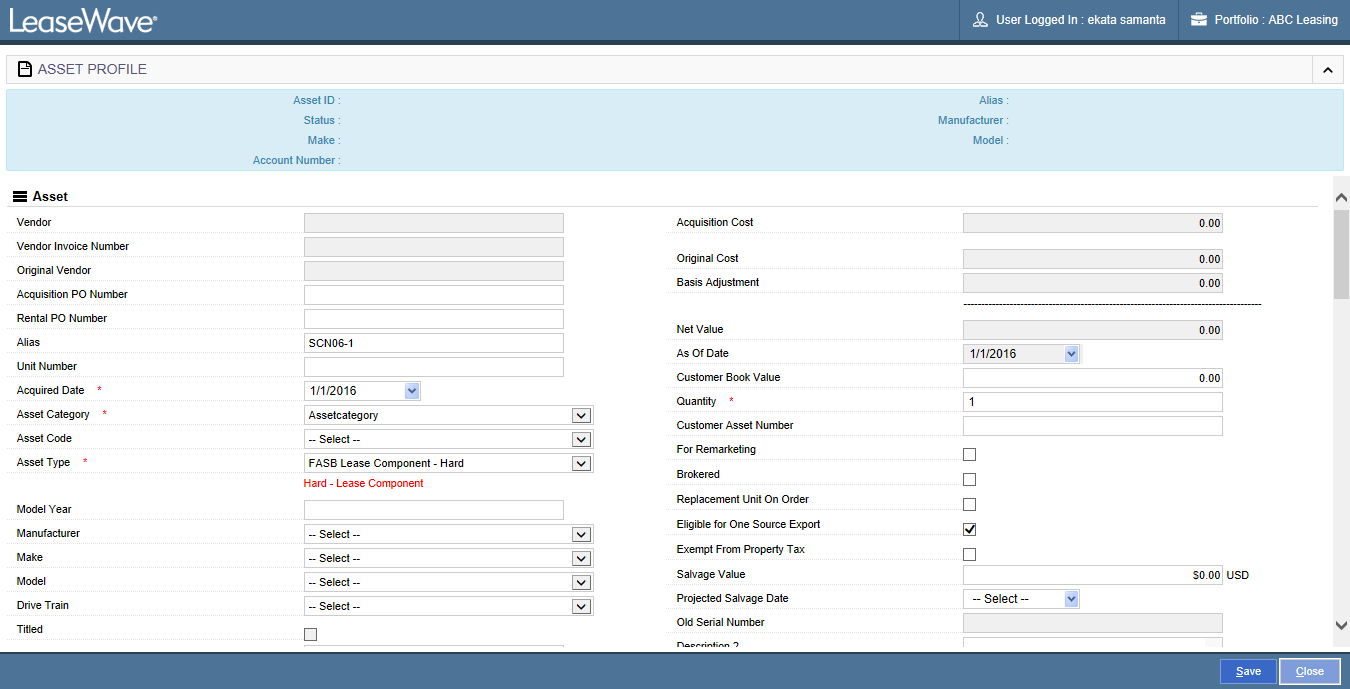 LeaseWave®
User Logged In : ekata samanta
Portfolio : ABC Leasing
ASSET PROFILE
Asset ID :
Alias :
Status :
Manufacturer :
Make :
Model :
Account Number :
Asset
Vendor
Vendor Invoice Number
Original Vendor
Acquisition PO Number
Rental PO Number
Alias SCN06-1
Unit Number
Acquired Date * 1/1/2016
Asset Category * Assetcategory
Asset Code -- Select --
Asset Type * FASB Lease Component - Hard
Hard - Lease Component
Model Year
Manufacturer -- Select --
Make -- Select --
Model -- Select --
Drive Train -- Select --
Titled
Acquisition Cost 0.00
Original Cost 0.00
Basis Adjustment 0.00
Net Value 0.00
As Of Date 1/1/2016
Customer Book Value 0.00
Quantity * 1
Customer Asset Number
For Remarketing
Brokered
Replacement Unit On Order
Eligible for One Source Export
Exempt From Property Tax
Salvage Value $0.00 USD
Projected Salvage Date -- Select --
Old Serial Number
Description 2
Save
Close